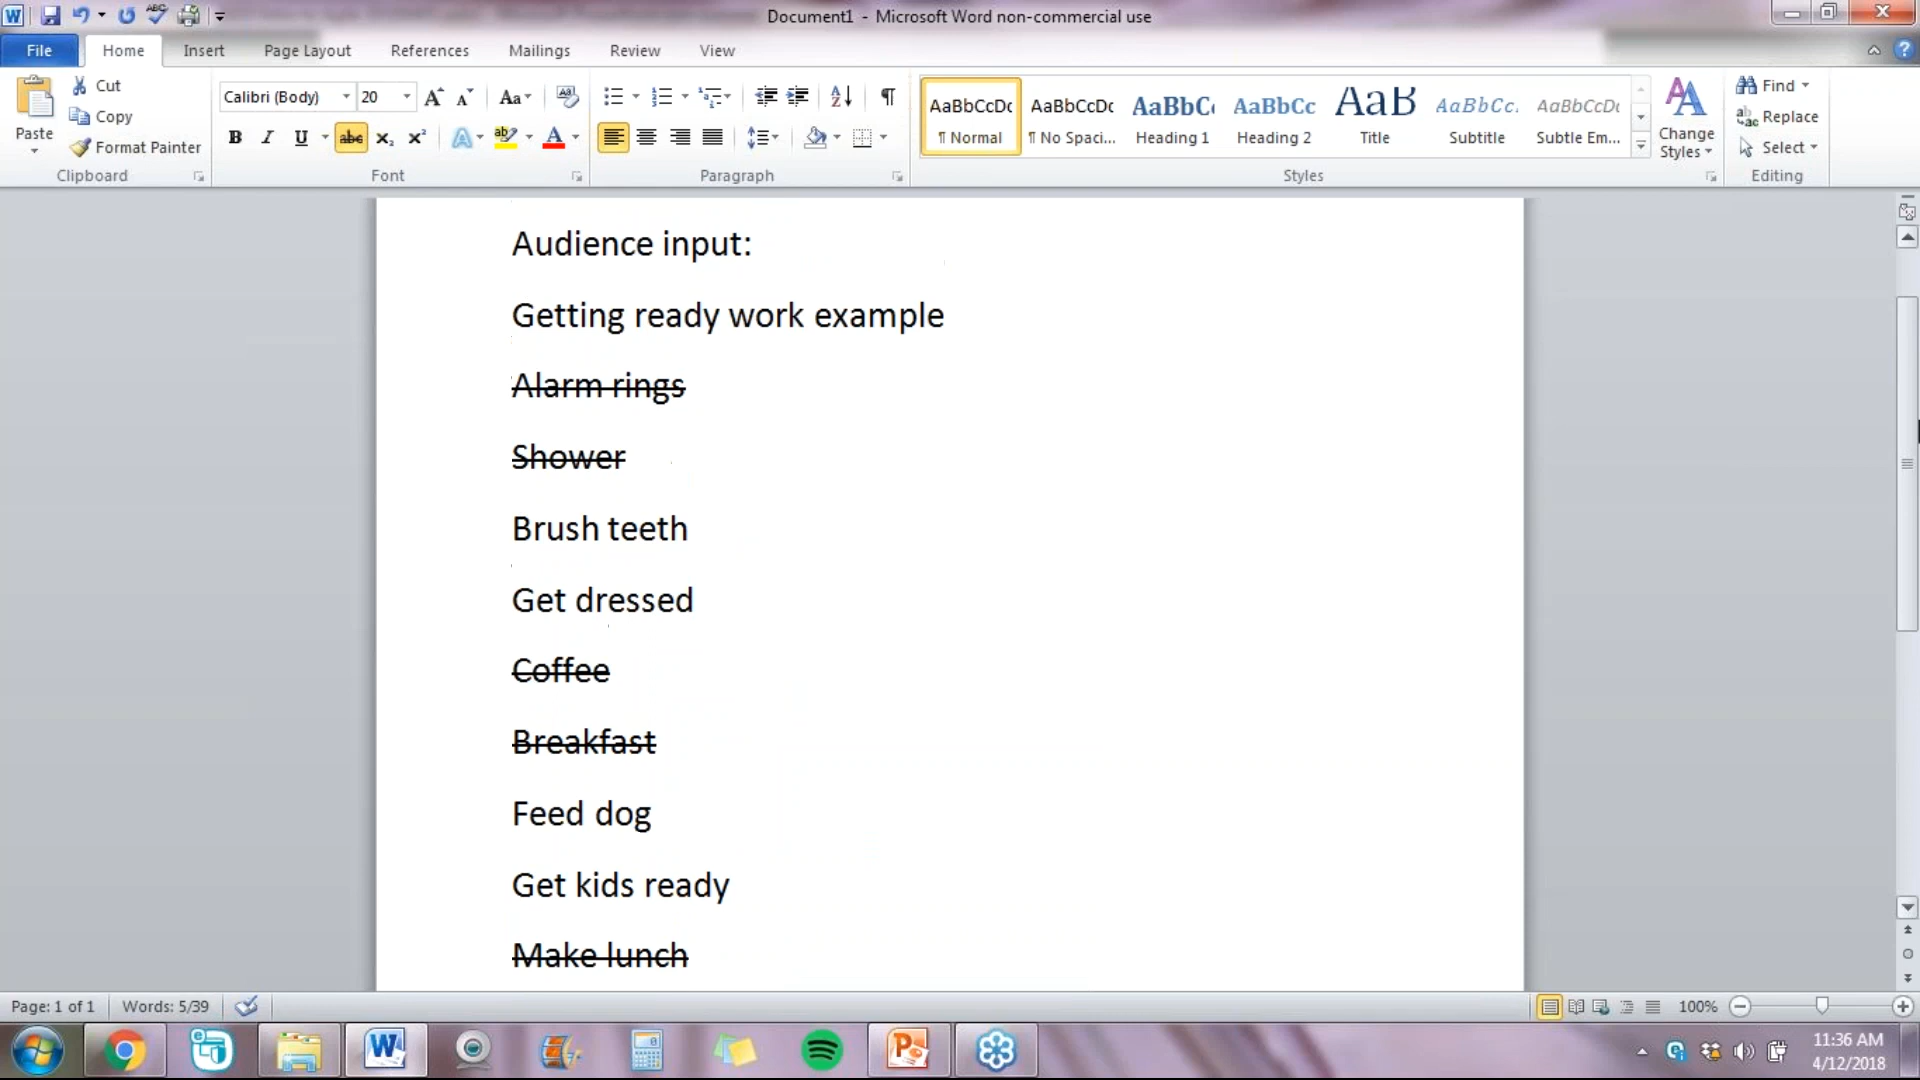 Document1 - Microsoft Word non-commercial use
File Home Insert Page Layout References Mailings Review View
Paste
Cut
Copy
Format Painter
Clipboard
Calibri (Body) 20
Font
Paragraph
AaBbCcDc AaBbCcDc AaBbC AaBbCc AaB AaBbCc. AaBbCcDc
¶ Normal ¶ No Spaci... Heading 1 Heading 2 Title Subtitle Subtle Em...
Styles
Change Styles
Find
Replace
Select
Editing
Audience input:
Getting ready work example
Alarm rings
Shower
Brush teeth
Get dressed
Coffee
Breakfast
Feed dog
Get kids ready
Make lunch
Page: 1 of 1 Words: 5/39 100%
11:36 AM
4/12/2018